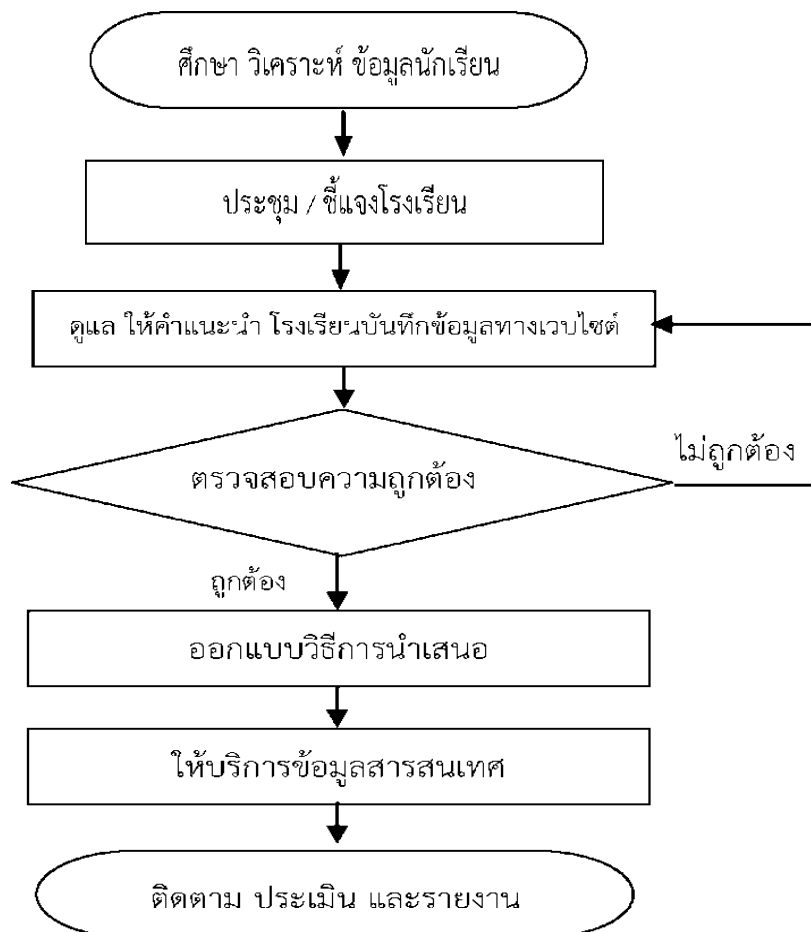 ศึกษา วิเคราะห์ ข้อมูลนักเรียน
ประชุม / ชี้แจงโรงเรียน
ดูแล ให้คำแนะนำ โรงเรียนบันทึกข้อมูลทางเวบไซต์
ไม่ถูกต้อง
ตรวจสอบความถูกต้อง
ถูกต้อง
ออกแบบวิธีการนำเสนอ
ให้บริการข้อมูลสารสนเทศ
ติดตาม ประเมิน และรายงาน